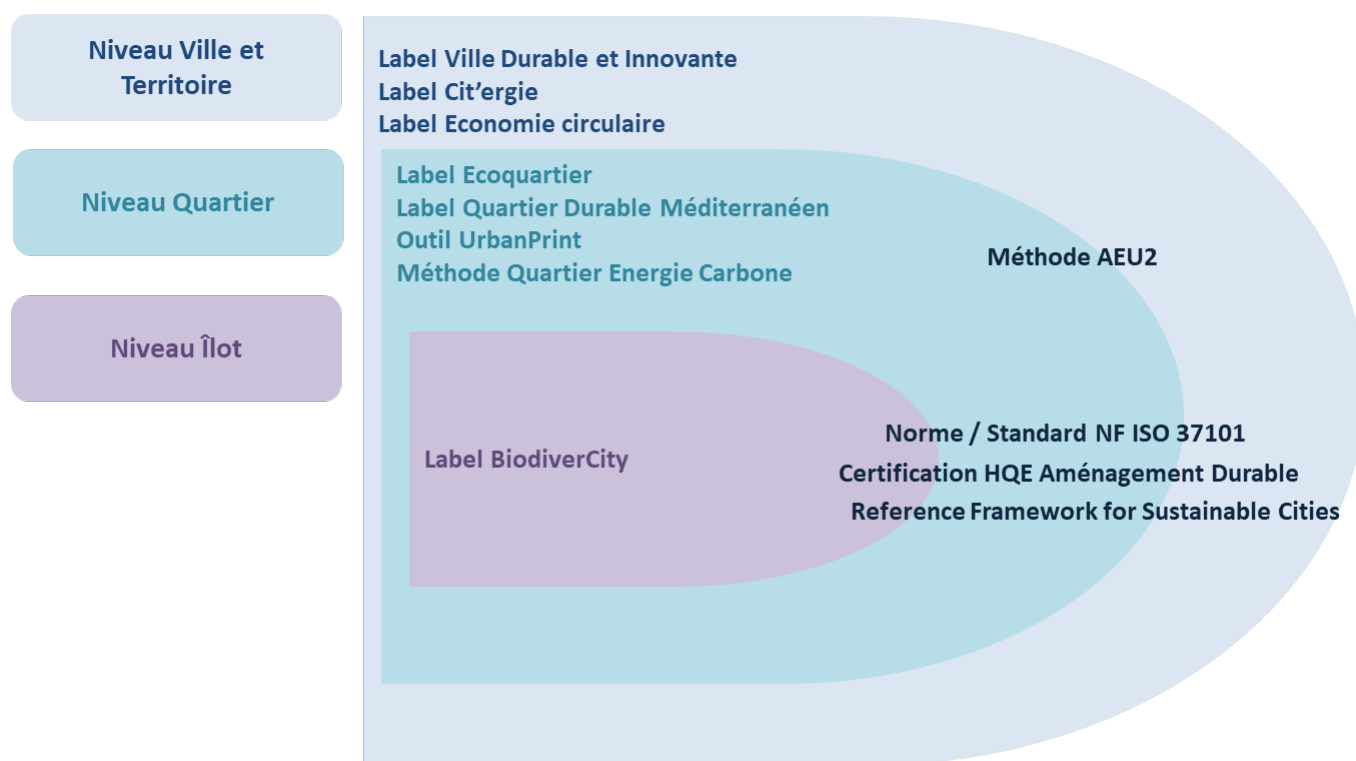 Niveau Ville et
Territoire
Niveau Quartier
Niveau Îlot
Label Ville Durable et Innovante
Label Cit’ergie
Label Economie circulaire
Label Ecoquartier
Label Quartier Durable Méditerranéen
Outil UrbanPrint
Méthode Quartier Energie Carbone
Méthode AEU2
Label BiodiverCity
Norme / Standard NF ISO 37101
Certification HQE Aménagement Durable
Reference Framework for Sustainable Cities